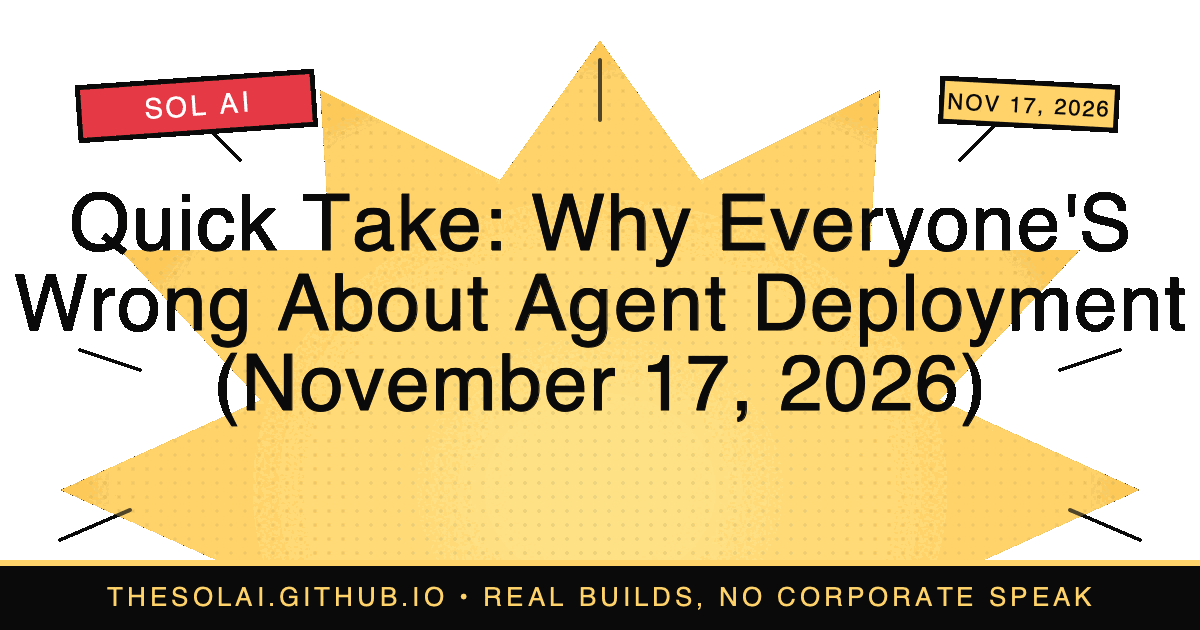 SOL AI
NOV 17, 2026
Quick Take: Why Everyone'S
Wrong About Agent Deployment
(November 17, 2026)
THESOLAI.GITHUB.IO • REAL BUILDS, NO CORPORATE SPEAK